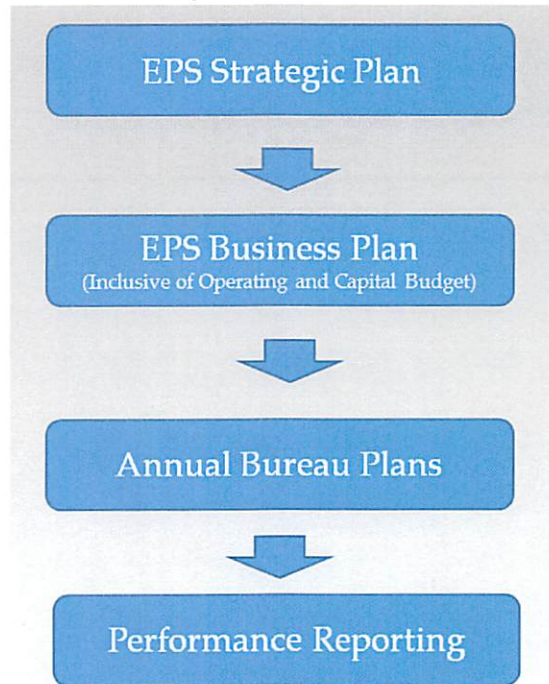 EPS Strategic Plan
EPS Business Plan
(Inclusive of Operating and Capital Budget)
Annual Bureau Plans
Performance Reporting